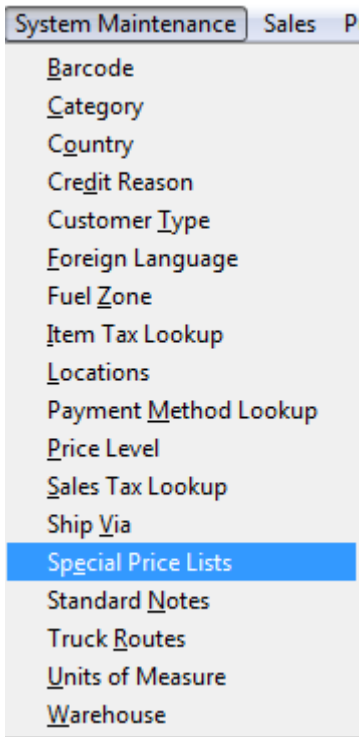 System Maintenance Sales P
Barcode
Category
Country
Credit Reason
Customer Type
Foreign Language
Fuel Zone
Item Tax Lookup
Locations
Payment Method Lookup
Price Level
Sales Tax Lookup
Ship Via
Special Price Lists
Standard Notes
Truck Routes
Units of Measure
Warehouse